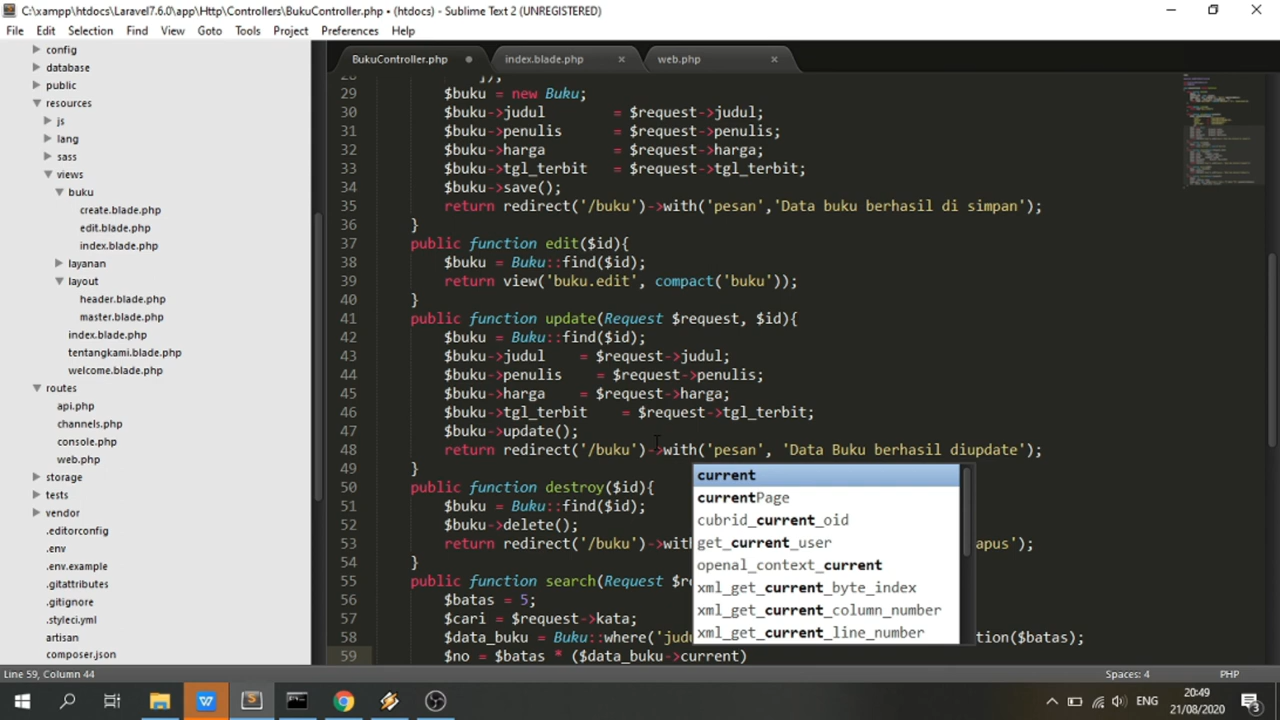 C:\xampp\htdocs\Laravel7.6.0\app\Http\Controllers\BukuController.php • (htdocs) - Sublime Text 2 (UNREGISTERED)
File Edit Selection Find View Goto Tools Project Preferences Help
config
database
public
resources
js
lang
sass
views
buku
create.blade.php
edit.blade.php
index.blade.php
layanan
layout
header.blade.php
master.blade.php
index.blade.php
tentangkami.blade.php
welcome.blade.php
routes
api.php
channels.php
console.php
web.php
storage
tests
vendor
.editorconfig
.env
.env.example
.gitattributes
.gitignore
.styleci.yml
artisan
composer.json
BukuController.php index.blade.php web.php
28 ]);
29 $buku = new Buku;
30 $buku->judul = $request->judul;
31 $buku->penulis = $request->penulis;
32 $buku->harga = $request->harga;
33 $buku->tgl_terbit = $request->tgl_terbit;
34 $buku->save();
35 return redirect('/buku')->with('pesan','Data buku berhasil di simpan');
36 }
37 public function edit($id){
38 $buku = Buku::find($id);
39 return view('buku.edit', compact('buku'));
40 }
41 public function update(Request $request, $id){
42 $buku = Buku::find($id);
43 $buku->judul = $request->judul;
44 $buku->penulis = $request->penulis;
45 $buku->harga = $request->harga;
46 $buku->tgl_terbit = $request->tgl_terbit;
47 $buku->update();
48 return redirect('/buku')->with('pesan', 'Data Buku berhasil diupdate');
49 }
50 public function destroy($id){
51 $buku = Buku::find($id);
52 $buku->delete();
53 return redirect('/buku')->with apus');
54 }
55 public function search(Request $re
56 $batas = 5;
57 $cari = $request->kata;
58 $data_buku = Buku::where('judu tion($batas);
59 $no = $batas * ($data_buku->current)
current
currentPage
cubrid_current_oid
get_current_user
openal_context_current
xml_get_current_byte_index
xml_get_current_column_number
xml_get_current_line_number
Line 59, Column 44 Spaces: 4 PHP
ENG 20:49
21/08/2020 3